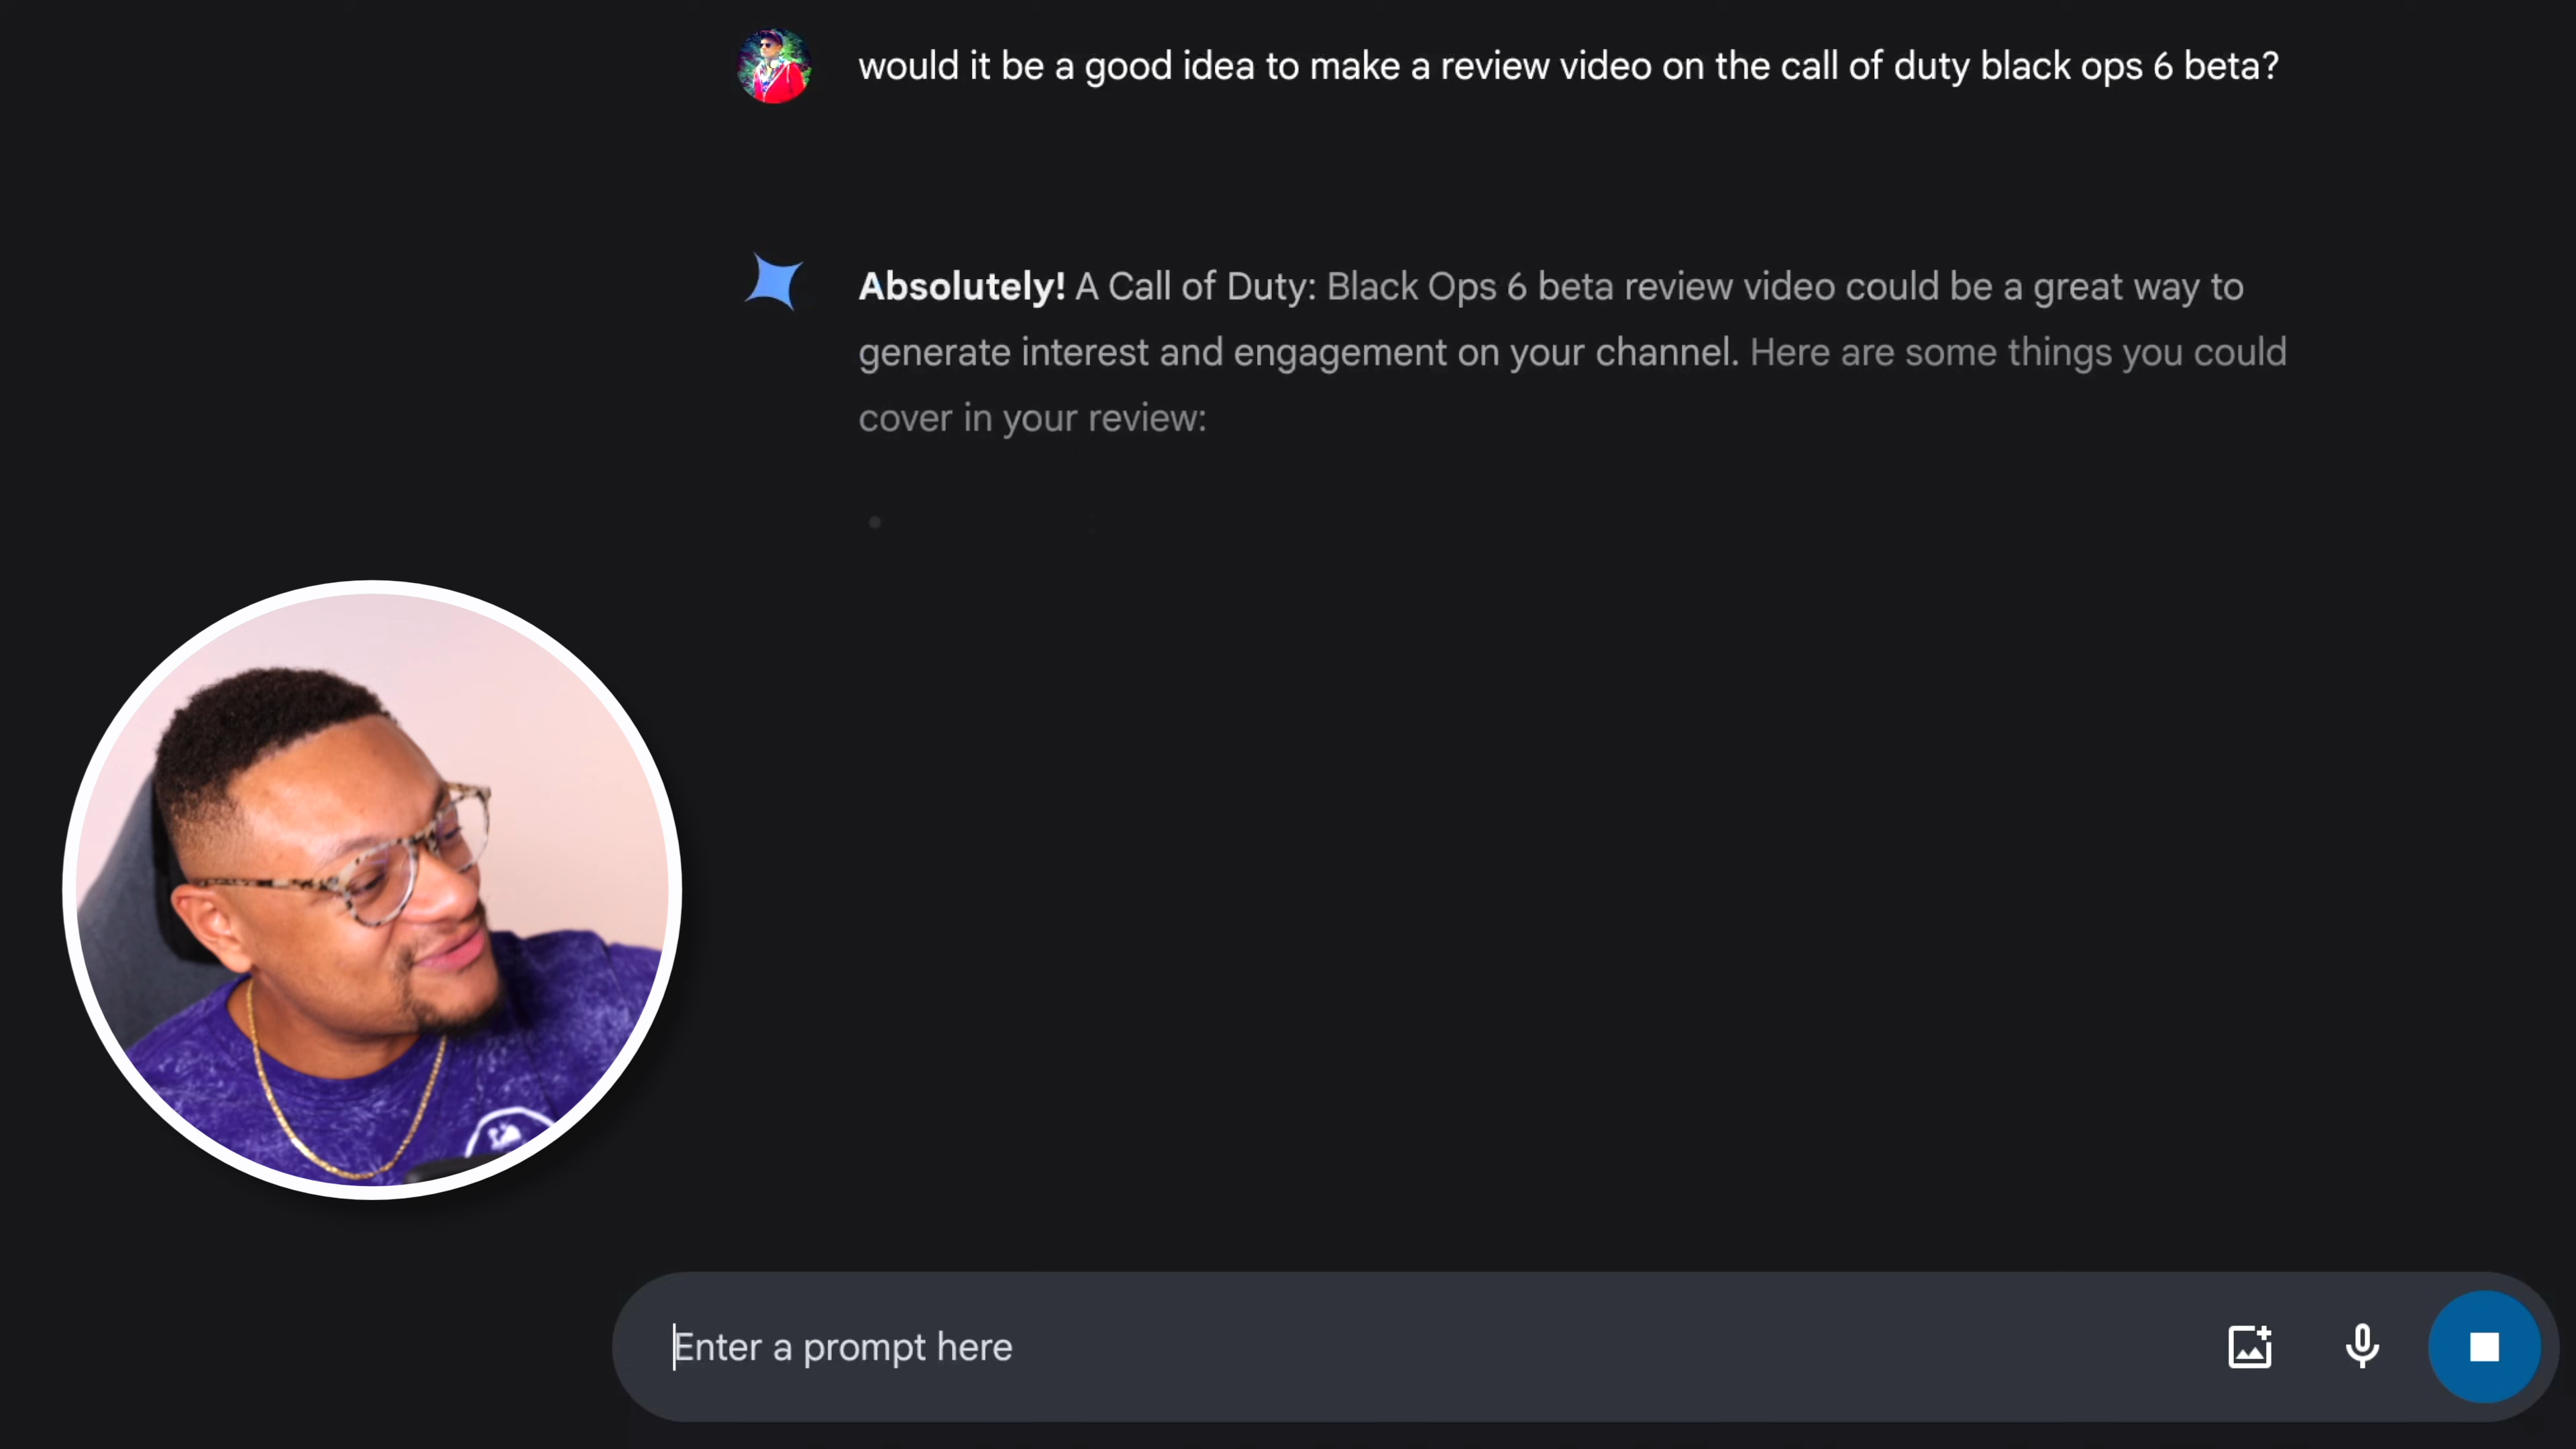 would it be a good idea to make a review video on the call of duty black ops 6 beta?
Absolutely! A Call of Duty: Black Ops 6 beta review video could be a great way to
generate interest and engagement on your channel. Here are some things you could
cover in your review:
Enter a prompt here